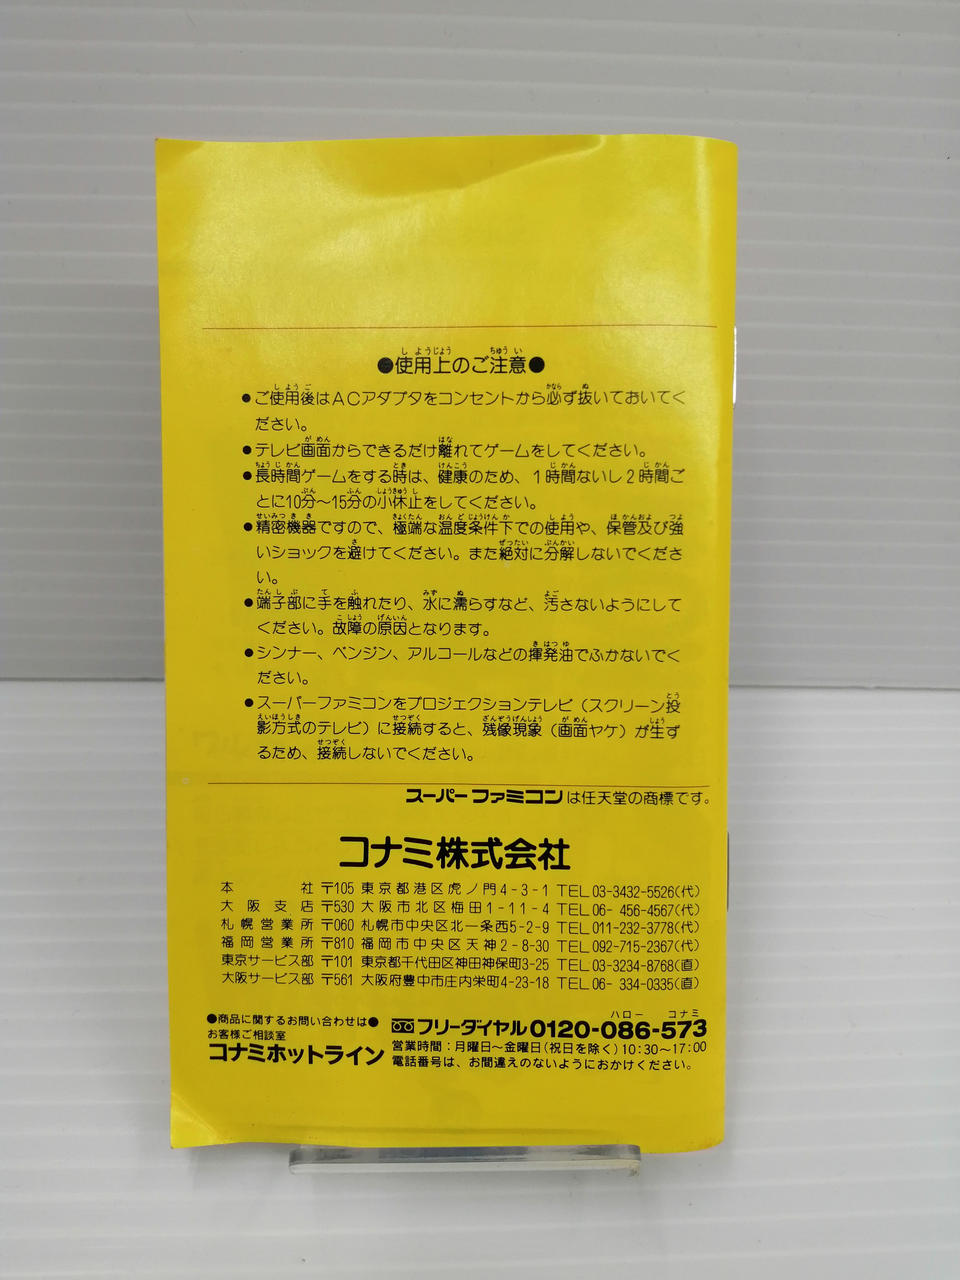 ●使用上のご注意●
●ご使用後はACアダプタをコンセントから必ず抜いておいてく
ださい。
●テレビ画面からできるだけ離れてゲームをしてください。
●長時間ゲームをする時は、健康のため、1時間ないし2時間ご
とに10分～15分の小休止をしてください。
●精密機器ですので、極端な温度条件下での使用や、保管及び強
いショックを避けてください。また絶対に分解しないでくださ
い。
●端子部に手を触れたり、水に濡らすなど、汚さないようにして
ください。故障の原因となります。
●シンナー、ベンジン、アルコールなどの揮発油でふかないでく
ださい。
●スーパーファミコンをプロジェクションテレビ（スクリーン投
影方式のテレビ）に接続すると、残像現象（画面ヤケ）が生ず
るため、接続しないでください。
スーパーファミコンは任天堂の商標です。
コナミ株式会社
本社 〒105 東京都港区虎ノ門4-3-1 TEL 03-3432-5526(代)
大阪支店 〒530 大阪市北区梅田1-11-4 TEL 06-456-4567(代)
札幌営業所 〒060 札幌市中央区北一条西5-2-9 TEL 011-232-3778(代)
福岡営業所 〒810 福岡市中央区天神2-8-30 TEL 092-715-2367(代)
東京サービス部 〒101 東京都千代田区神田神保町3-25 TEL 03-3234-8768(直)
大阪サービス部 〒561 大阪府豊中市庄内栄町4-23-18 TEL 06-334-0335(直)
●商品に関するお問い合わせは●
お客様ご相談室
コナミホットライン
ハロー コナミ
フリーダイヤル0120-086-573
営業時間：月曜日～金曜日(祝日を除く)10:30～17:00
電話番号は、お間違えのないようにおかけください。